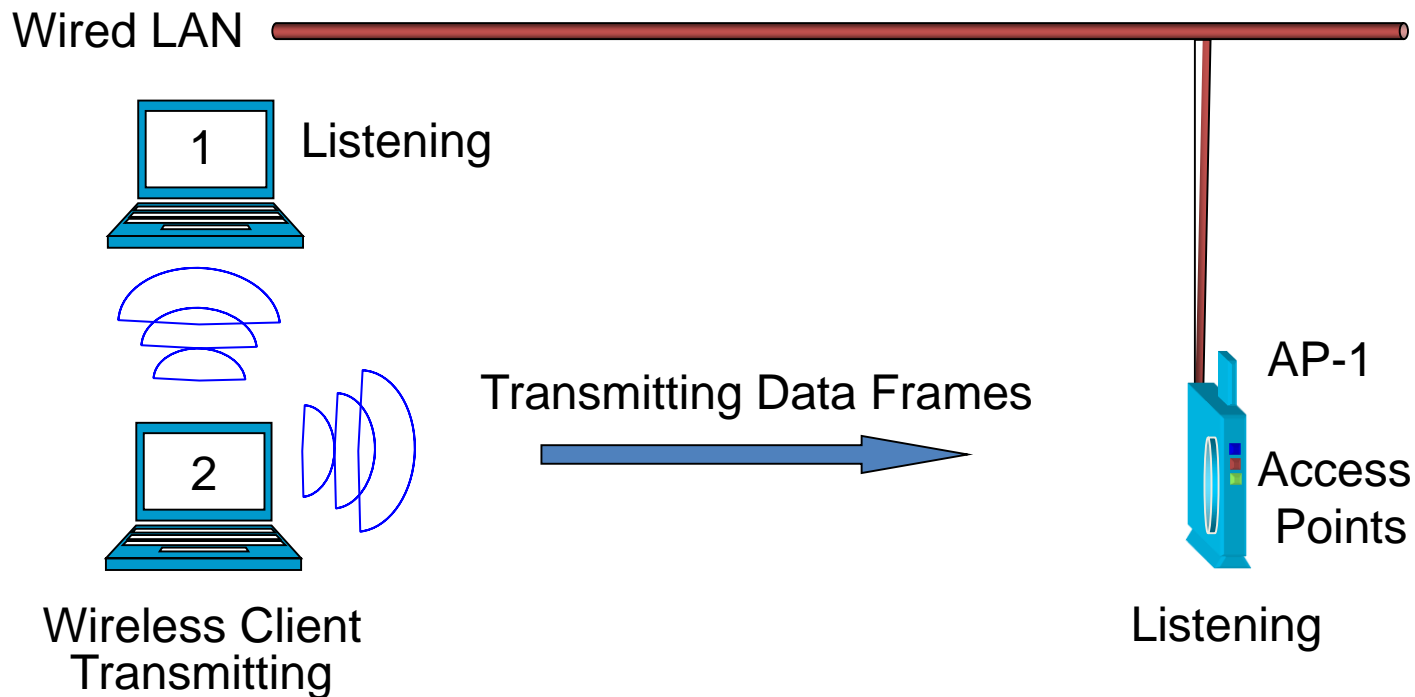 Wired LAN
1
Listening
AP-1
Transmitting Data Frames
2
Access
Points
Wireless Client
Transmitting
Listening